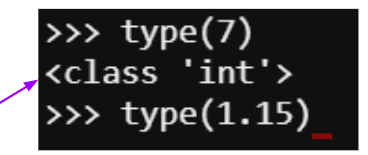 >>> type(7)
<class 'int'>
>>> type(1.15)